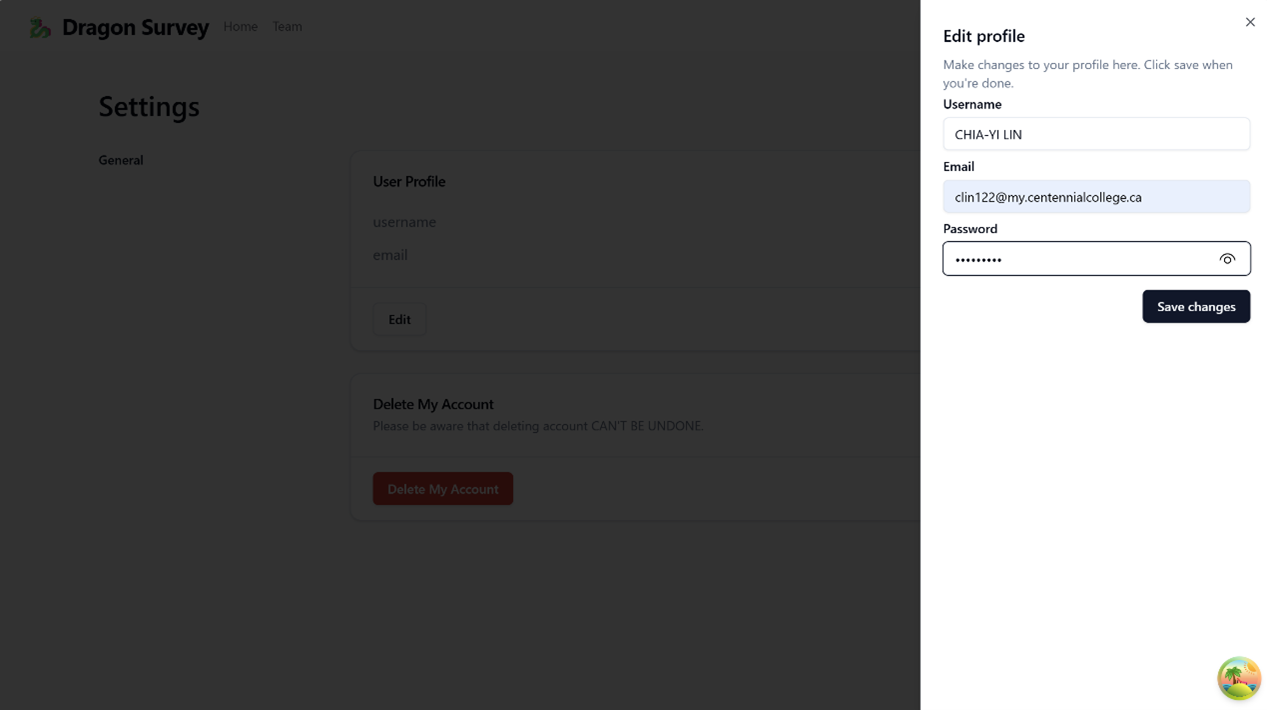 Dragon Survey
Home
Team
Settings
General
User Profile
username
email
Edit
Delete My Account
Please be aware that deleting account CAN'T BE UNDONE.
Delete My Account
Edit profile
Make changes to your profile here. Click save when
you're done.
Username
CHIA-YI LIN
Email
clin122@my.centennialcollege.ca
Password
•••••••••
Save changes